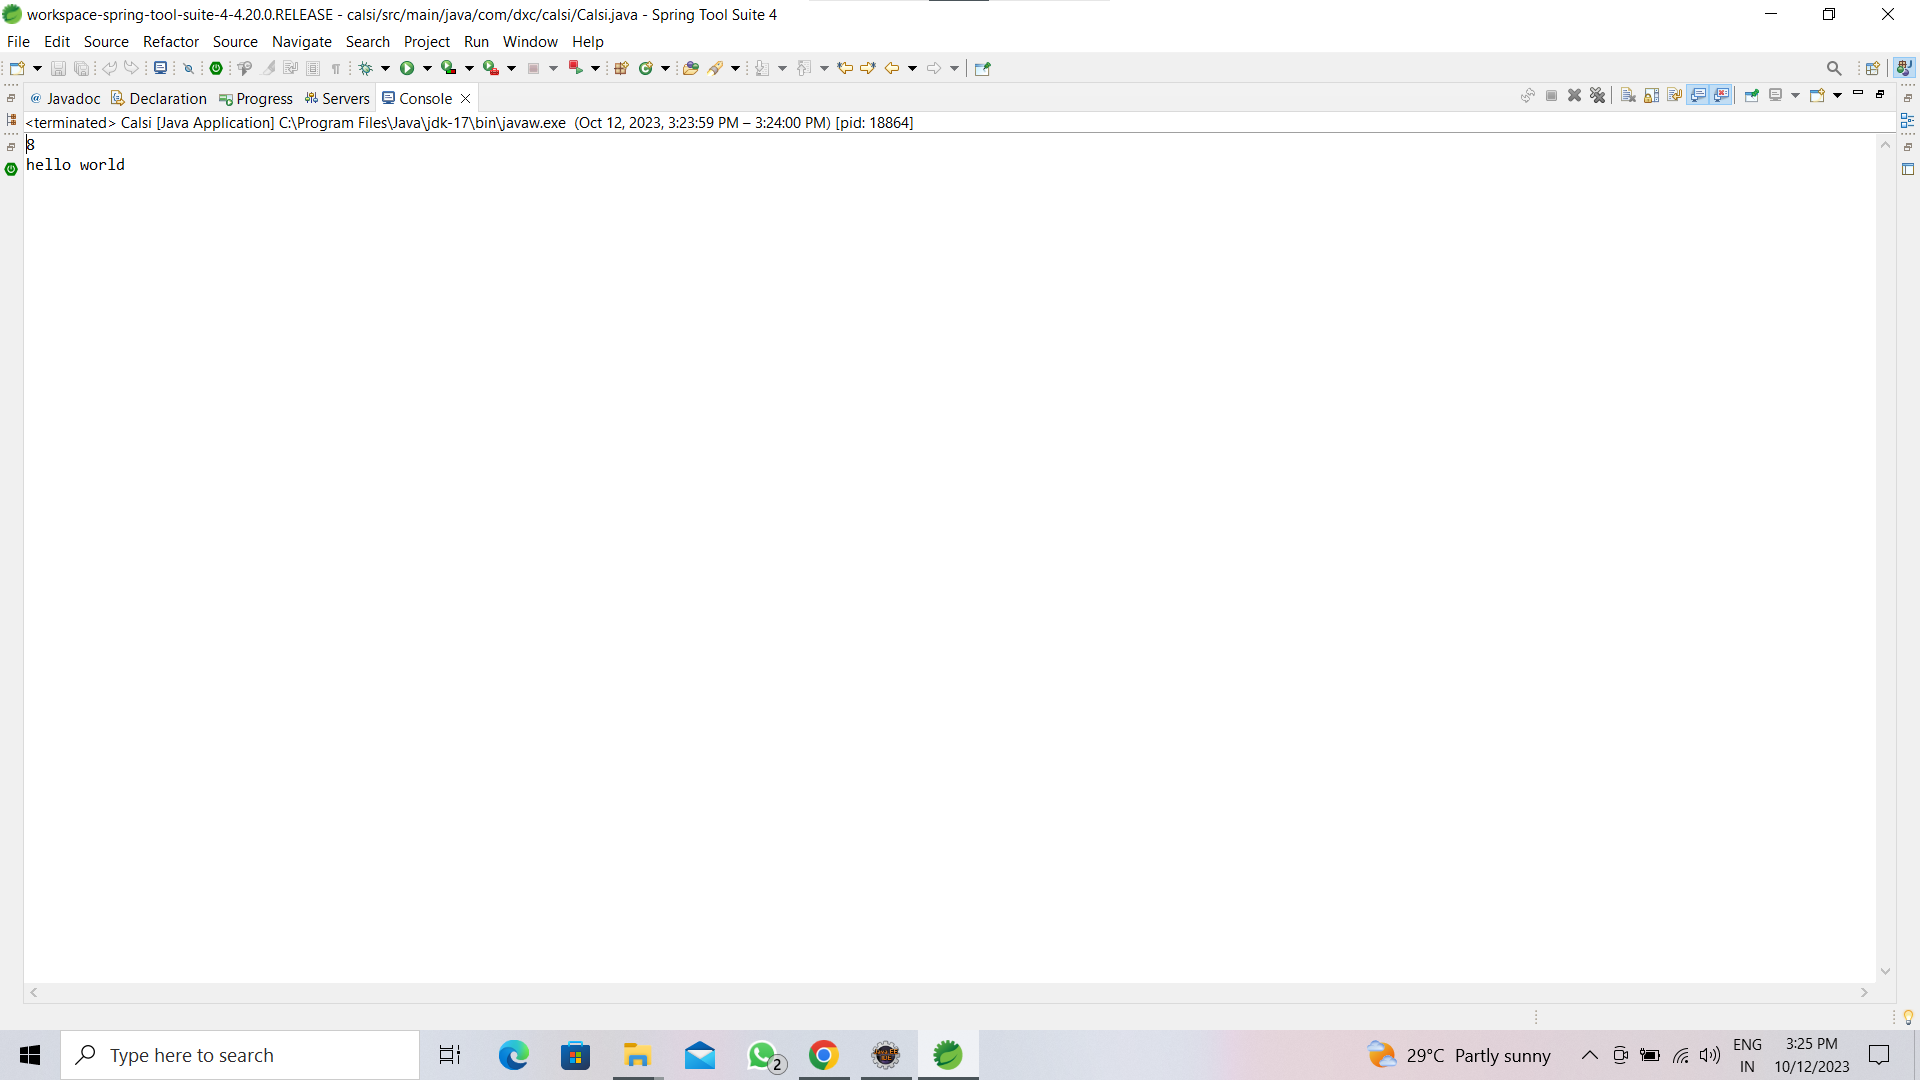 workspace-spring-tool-suite-4-4.20.0.RELEASE - calsi/src/main/java/com/dxc/calsi/Calsi.java - Spring Tool Suite 4
File Edit Source Refactor Source Navigate Search Project Run Window Help
@ Javadoc Declaration Progress Servers Console
<terminated> Calsi [Java Application] C:\Program Files\Java\jdk-17\bin\javaw.exe (Oct 12, 2023, 3:23:59 PM – 3:24:00 PM) [pid: 18864]
8
hello world
Type here to search
2
29°C Partly sunny
ENG
IN
3:25 PM
10/12/2023